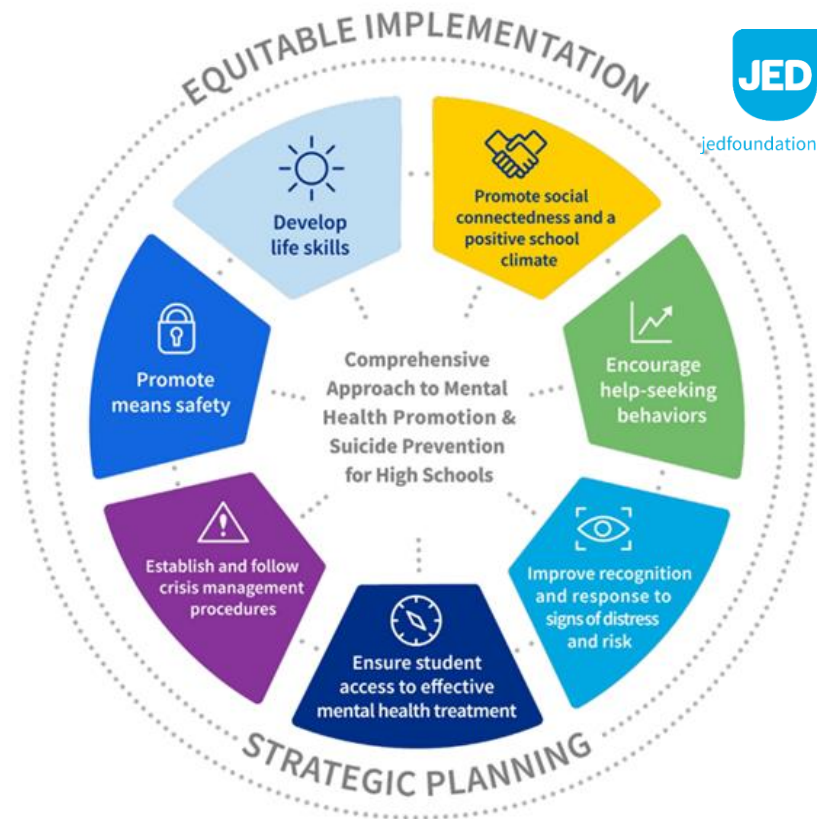 EQUITABLE IMPLEMENTATION
JED
jedfoundation
Develop
life skills
Promote social
connectedness and a
positive school
climate
Promote
means safety
Encourage
help-seeking
behaviors
Comprehensive
Approach to Mental
Health Promotion &
Suicide Prevention
for High Schools
Establish and follow
crisis management
procedures
Improve recognition
and response to
signs of distress
and risk
Ensure student
access to effective
mental health treatment
STRATEGIC PLANNING